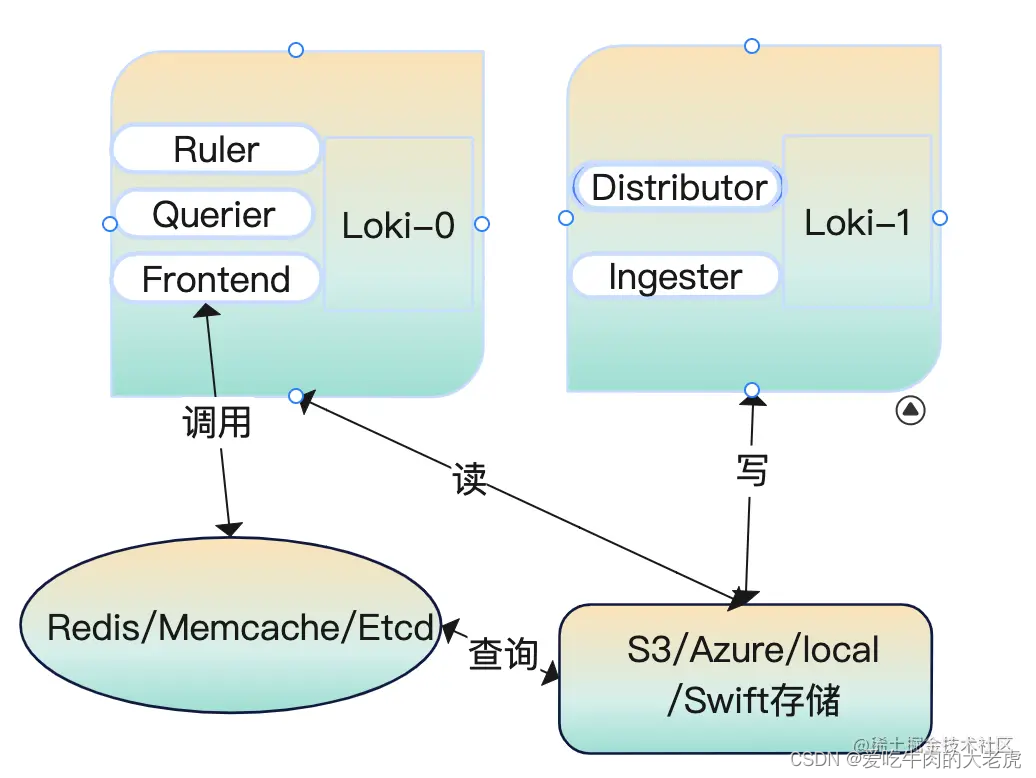 Ruler
Querier
Frontend
Loki-0
Distributor
Ingester
Loki-1
调用
读
写
Redis/Memcache/Etcd
查询
S3/Azure/local
/Swift存储
@稀土掘金技术社区
CSDN @爱吃牛肉的大老虎